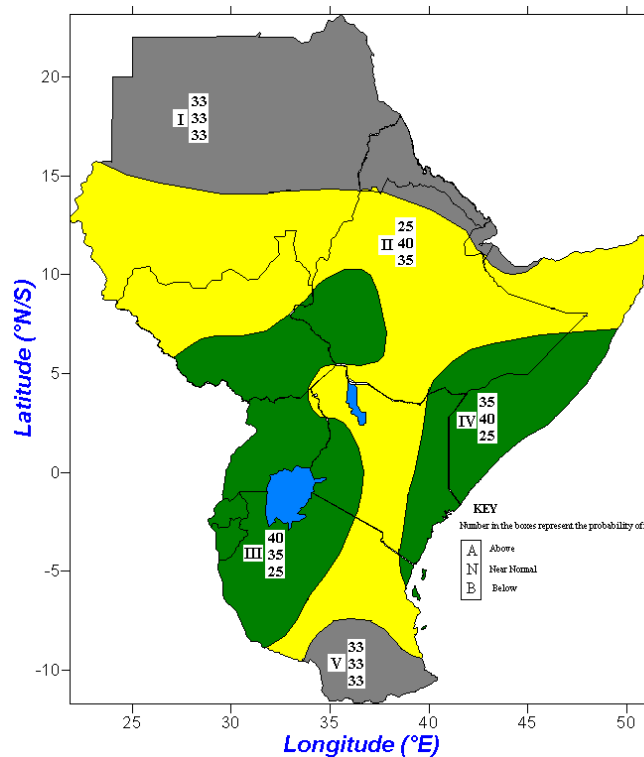 20
15
10
5
0
-5
-10
25 30 35 40 45 50
Latitude (°N/S)
Longitude (°E)
I
33
33
33
II
25
40
35
IV
35
40
25
III
40
35
25
V
33
33
33
KEY
Number in the boxes represent the probability of
A Above
N Near Normal
B Below